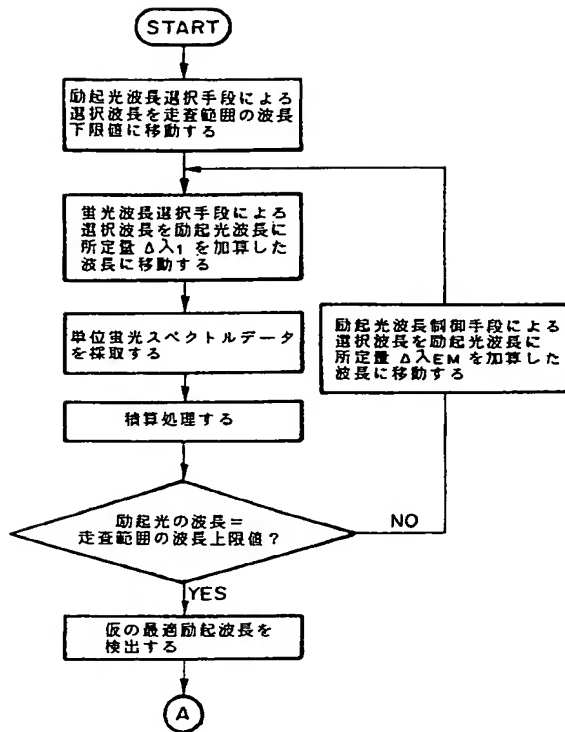 START
励起光波長選択手段による
選択波長を走査範囲の波長
下限値に移動する
蛍光波長選択手段による
選択波長を励起光波長に
所定量 Δ入1 を加算した
波長に移動する
単位蛍光スペクトルデータ
を採取する
積算処理する
励起光の波長=
走査範囲の波長上限値?
NO
励起光波長制御手段による
選択波長を励起光波長に
所定量 Δ入EM を加算した
波長に移動する
YES
仮の最適励起波長を
検出する
A